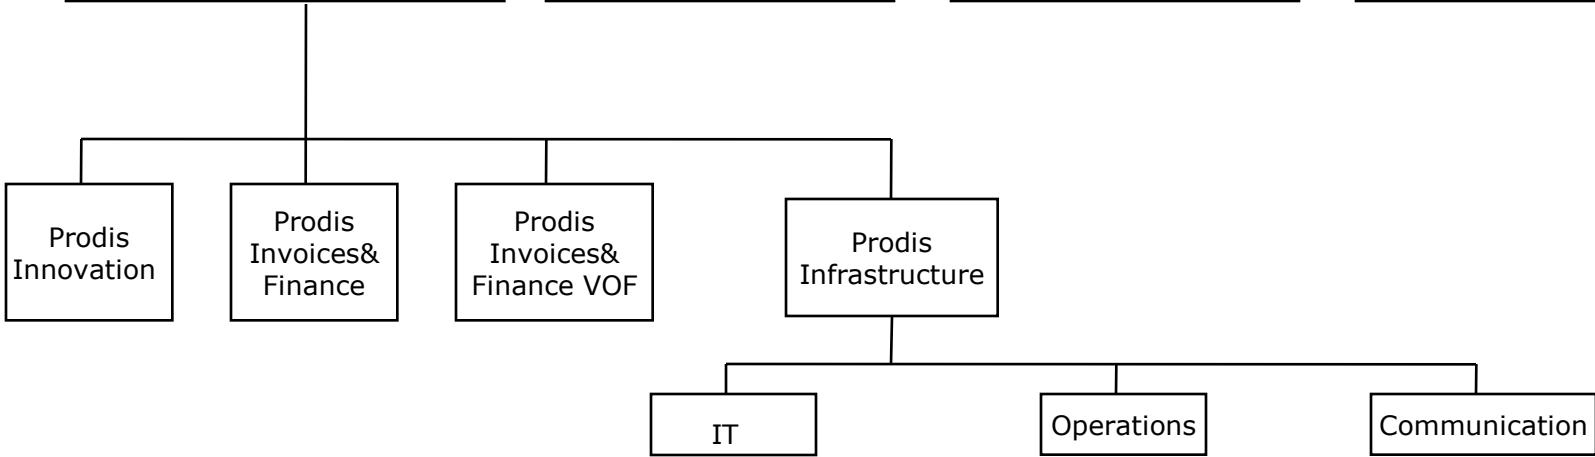 Prodis
Innovation
Prodis
Invoices&
Finance
Prodis
Invoices&
Finance VOF
Prodis
Infrastructure
IT
Operations
Communication